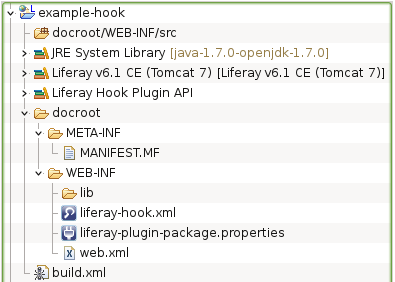 example-hook
docroot/WEB-INF/src
JRE System Library [java-1.7.0-openjdk-1.7.0]
Liferay v6.1 CE (Tomcat 7) [Liferay v6.1 CE (Tomcat 7)]
Liferay Hook Plugin API
docroot
META-INF
MANIFEST.MF
WEB-INF
lib
liferay-hook.xml
liferay-plugin-package.properties
web.xml
build.xml